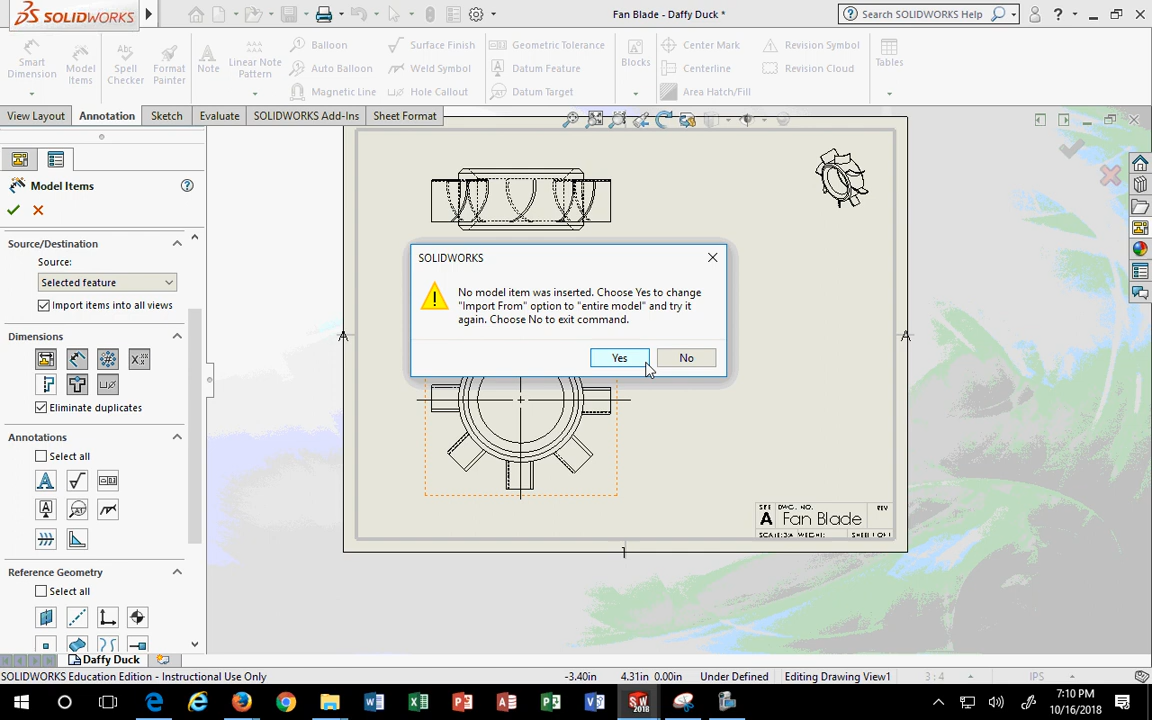 SOLIDWORKS
Fan Blade - Daffy Duck *
Search SOLIDWORKS Help
Smart Dimension
Model Items
Spell Checker
Format Painter
Note
Linear Note Pattern
Balloon
Auto Balloon
Magnetic Line
Surface Finish
Weld Symbol
Hole Callout
Geometric Tolerance
Datum Feature
Datum Target
Blocks
Center Mark
Centerline
Area Hatch/Fill
Revision Symbol
Revision Cloud
Tables
View Layout
Annotation
Sketch
Evaluate
SOLIDWORKS Add-Ins
Sheet Format
Model Items
Source/Destination
Source:
Selected feature
Import items into all views
Dimensions
Eliminate duplicates
Annotations
Select all
Reference Geometry
Select all
SOLIDWORKS
No model item was inserted. Choose Yes to change
"Import From" option to "entire model" and try it
again. Choose No to exit command.
Yes
No
A
A
1
DWG. NO.
REV
A Fan Blade
Daffy Duck
SOLIDWORKS Education Edition - Instructional Use Only
-3.40in
4.31in
0.00in
Under Defined
Editing Drawing View1
3 : 4
IPS
7:10 PM
10/16/2018